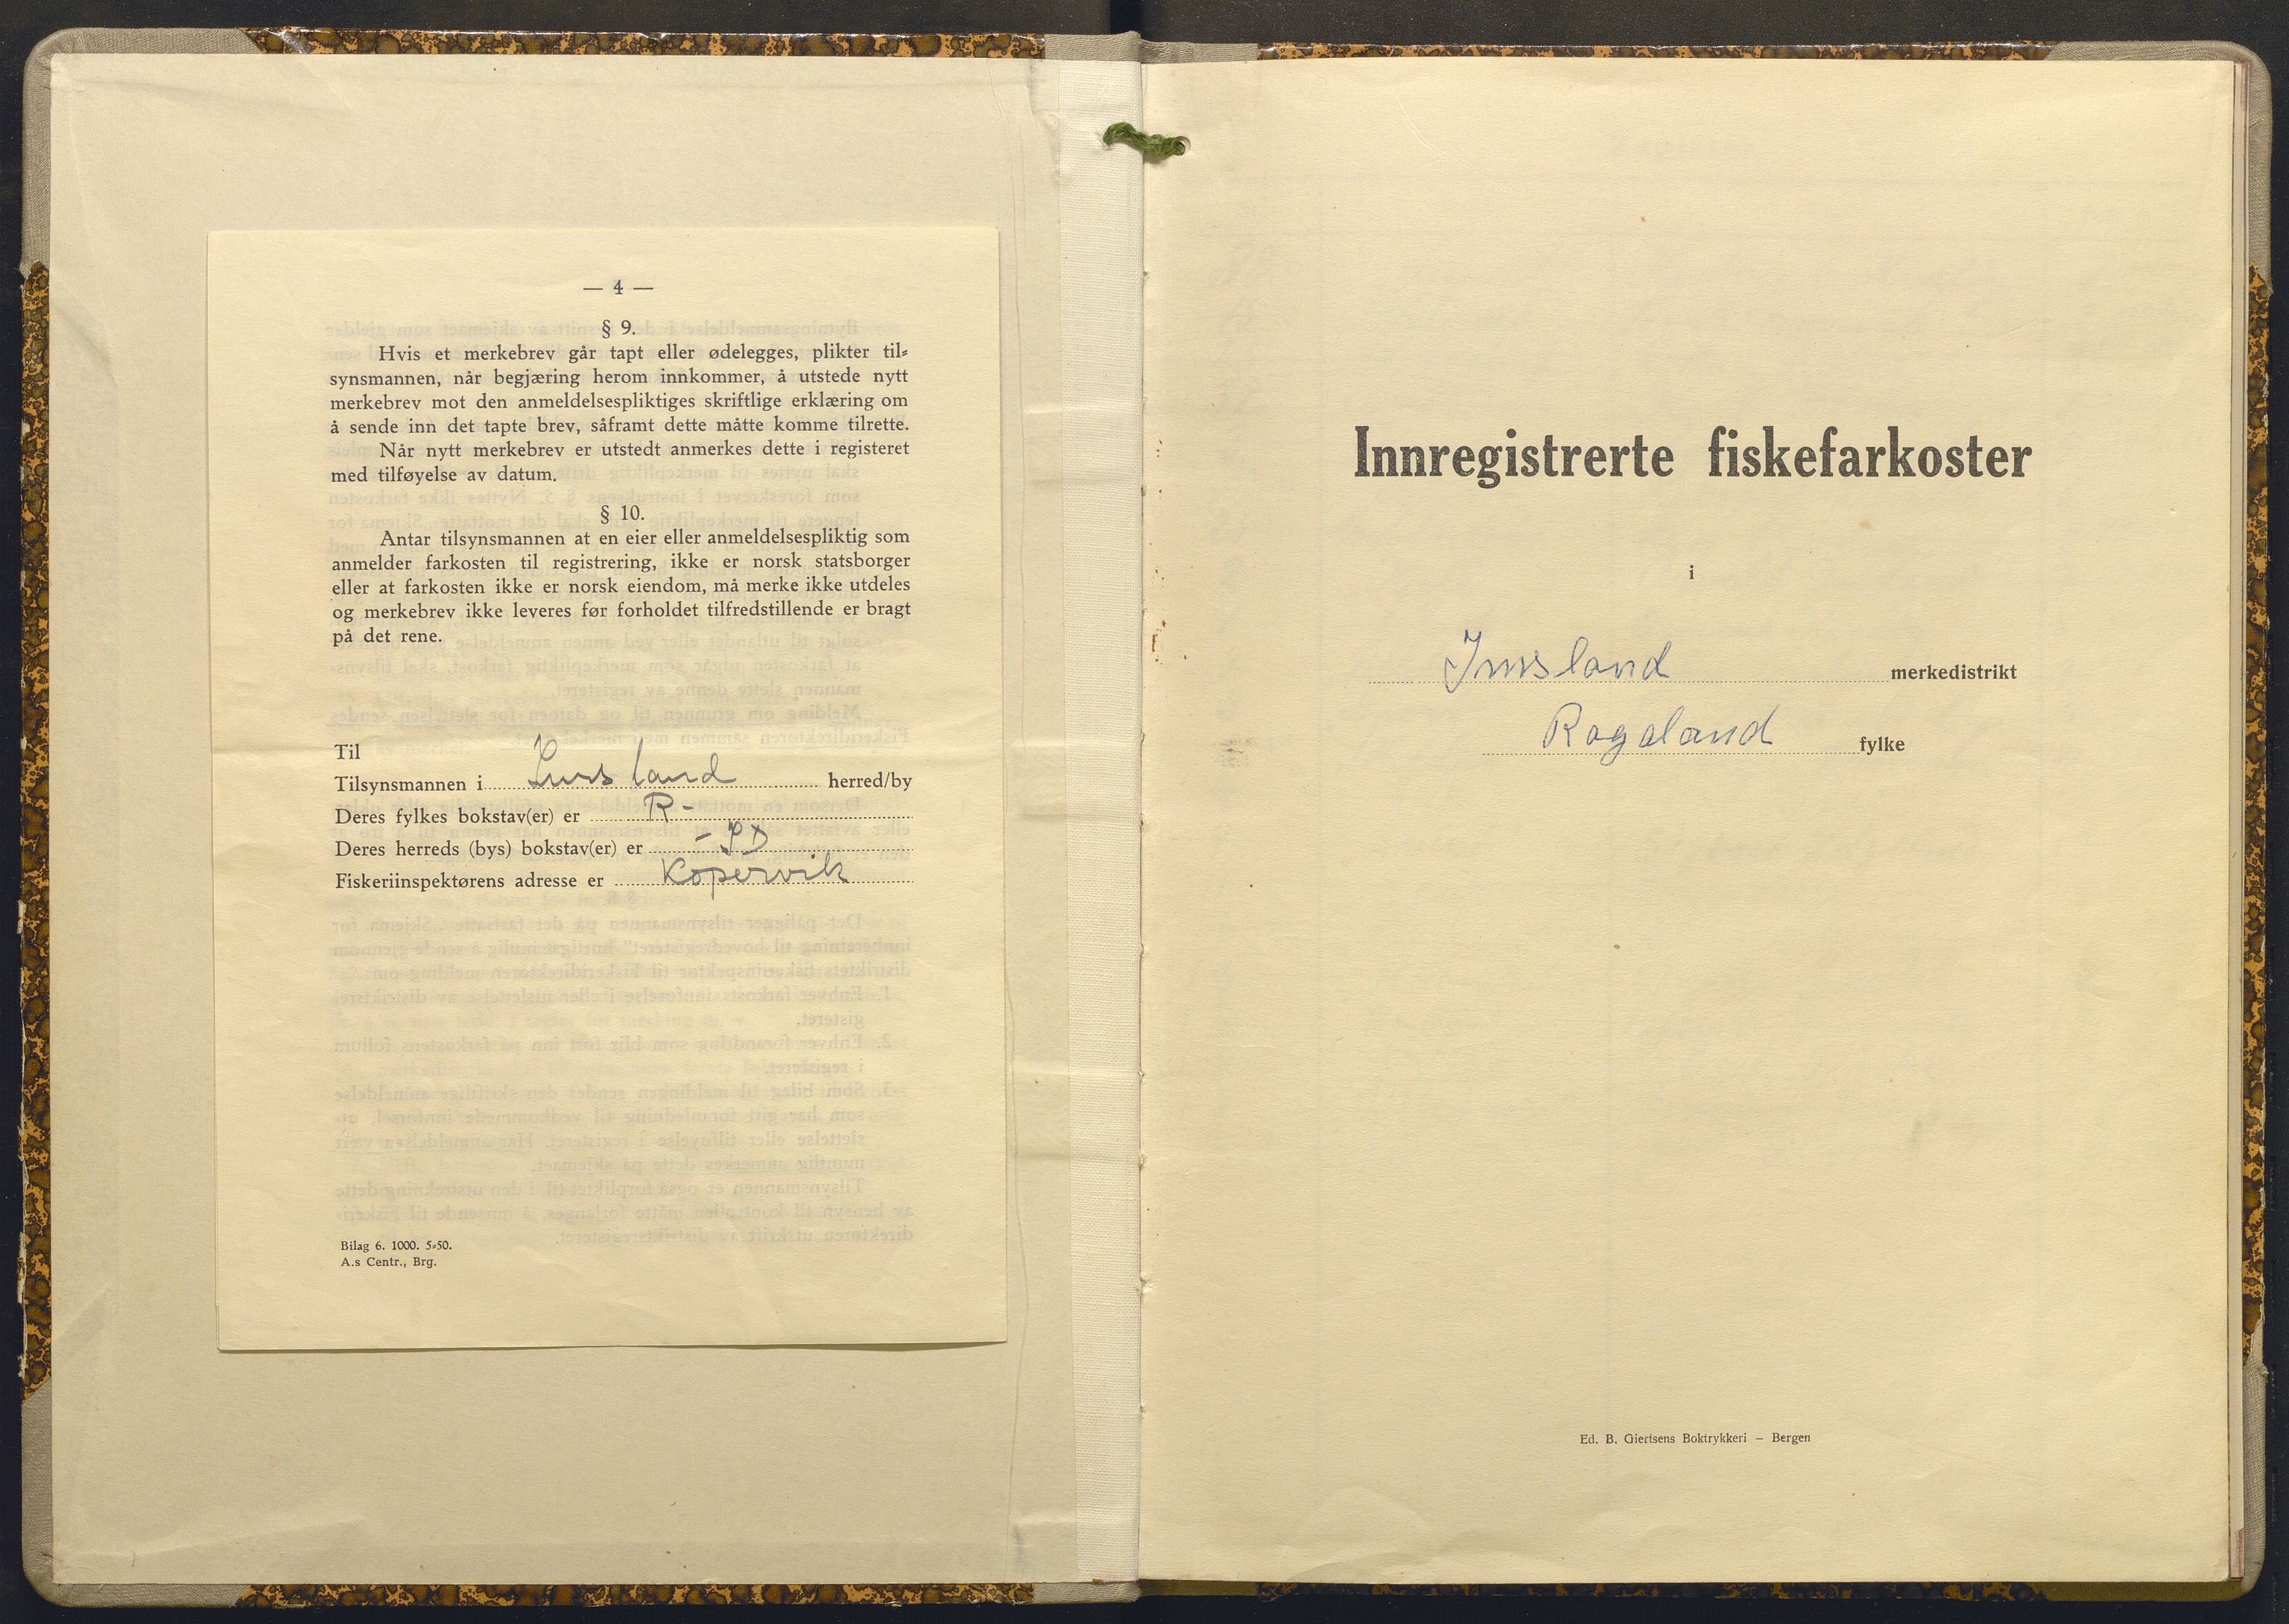 — 4 —
§ 9.
Hvis et merkebrev går tapt eller ødelegges, plikter til-
synsmannen, når begjæring herom innkommer, å utstede nytt
merkebrev mot den anmeldelsespliktiges skriftlige erklæring om
å sende inn det tapte brev, såframt dette måtte komme tilrette.
Når nytt merkebrev er utstedt anmerkes dette i registeret
med tilføyelse av datum.
§ 10.
Antar tilsynsmannen at en eier eller anmeldelsespliktig som
anmelder farkosten til registrering, ikke er norsk statsborger
eller at farkosten ikke er norsk eiendom, må merke ikke utdeles
og merkebrev ikke leveres før forholdet tilfredstillende er bragt
på det rene.
Til
Tilsynsmannen i Imsland herred/by
Deres fylkes bokstav(er) er R-
Deres herreds (bys) bokstav(er) er - ID
Fiskeriinspektørens adresse er Kopervik
Bilag 6. 1000. 5-50.
A.s Centr., Brg.
Innregistrerte fiskefarkoster
i
Imsland merkedistrikt
Rogaland fylke
Ed. B. Giertsens Boktrykkeri — Bergen